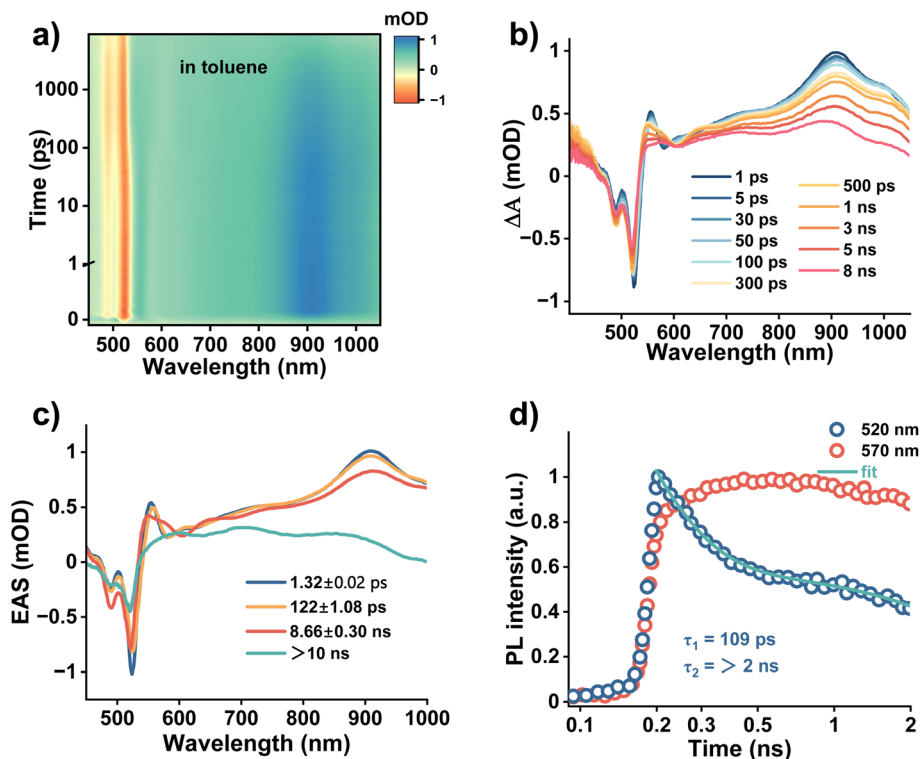 a)
mOD
1
0
−1
in toluene
Time (ps)
1000
100
10
1
0
500 600 700 800 900 1000
Wavelength (nm)
b)
ΔA (mOD)
1
0.5
0
−0.5
−1
1 ps
5 ps
30 ps
50 ps
100 ps
300 ps
500 ps
1 ns
3 ns
5 ns
8 ns
500 600 700 800 900 1000
Wavelength (nm)
c)
EAS (mOD)
1
0.5
0
−0.5
−1
1.32±0.02 ps
122±1.08 ps
8.66±0.30 ns
>10 ns
500 600 700 800 900 1000
Wavelength (nm)
d)
520 nm
570 nm
fit
PL intensity (a.u.)
1
0.8
0.6
0.4
0.2
0
τ1 = 109 ps
τ2 = > 2 ns
0.1 0.2 0.3 0.5 1 2
Time (ns)